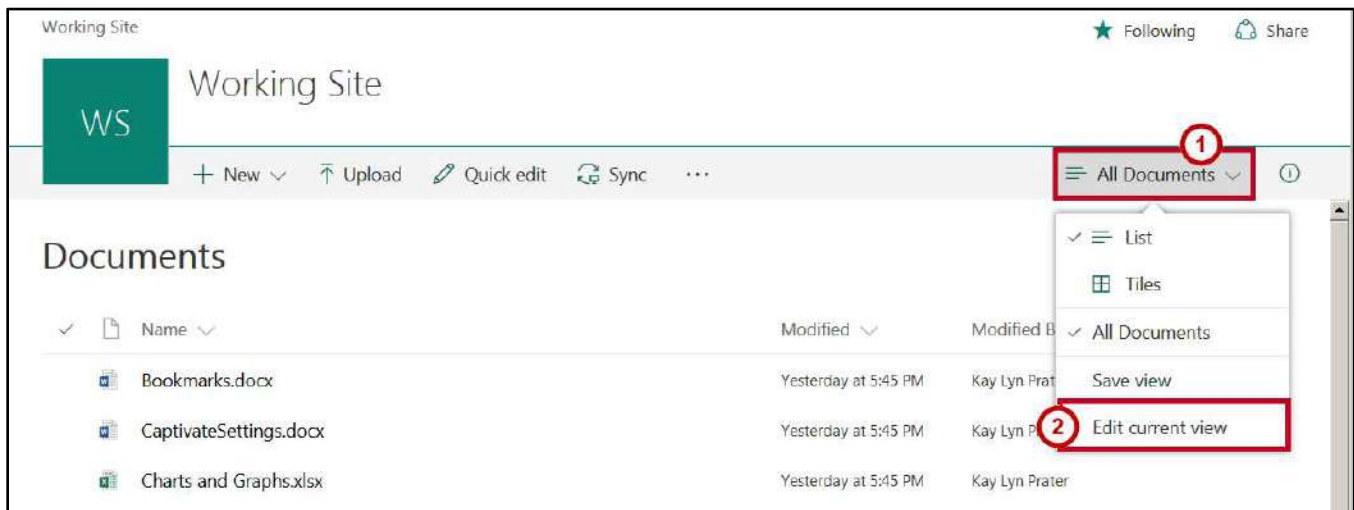 Working Site
Following Share
Working Site
WS
1
New Upload Quick edit Sync ... All Documents
List
Documents
Tiles
Name Modified Modified B All Documents
Bookmarks.docx Yesterday at 5:45 PM Kay Lyn Prat Save view
CaptivateSettings.docx Yesterday at 5:45 PM Kay Lyn P 2 Edit current view
Charts and Graphs.xlsx Yesterday at 5:45 PM Kay Lyn Prater